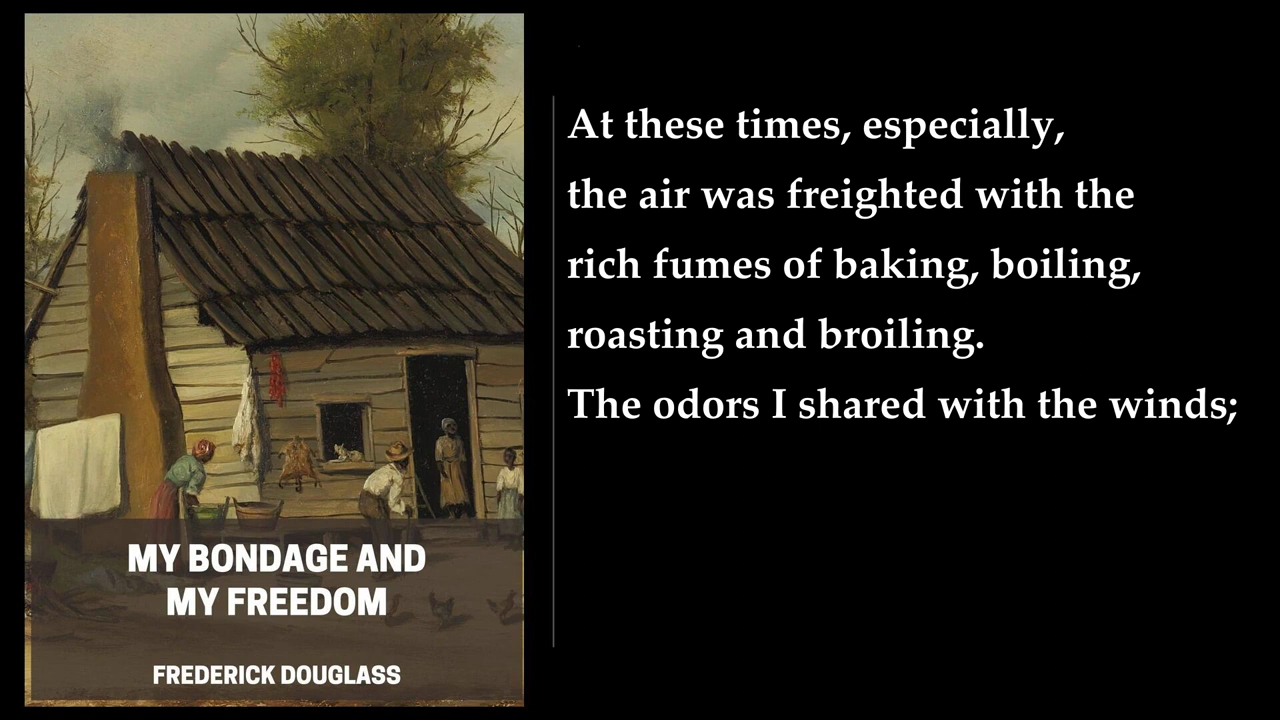 At these times, especially,
the air was freighted with the
rich fumes of baking, boiling,
roasting and broiling.
The odors I shared with the winds;
MY BONDAGE AND
MY FREEDOM
FREDERICK DOUGLASS